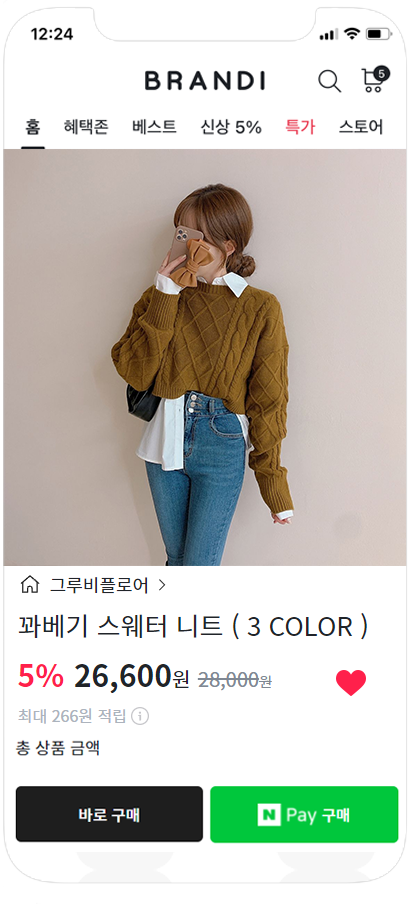 12:24
BRANDI
5
홈 혜택존 베스트 신상 5% 특가 스토어
그루비플로어 >
꽈베기 스웨터 니트 ( 3 COLOR )
5% 26,600원 28,000원
최대 266원 적립 i
총 상품 금액
바로 구매
N Pay 구매